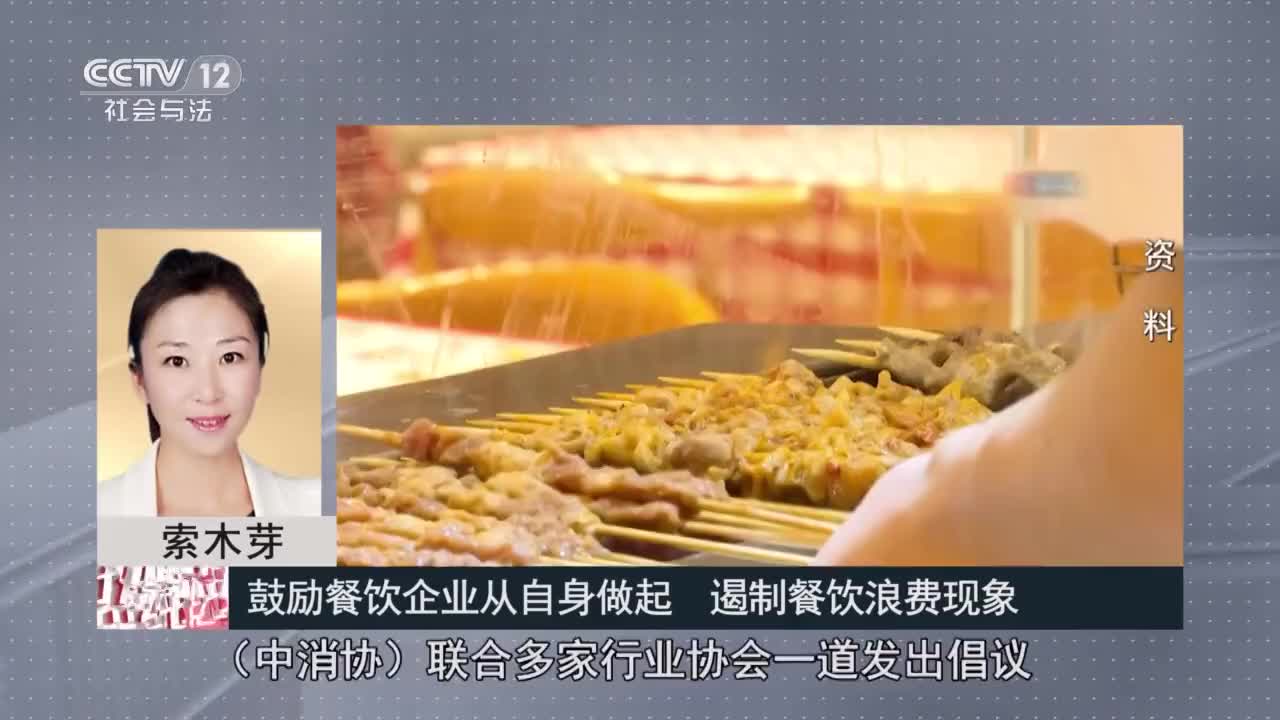 CCTV 12
社会与法
资料
索木芽
鼓励餐饮企业从自身做起 遏制餐饮浪费现象
（中消协）联合多家行业协会一道发出倡议